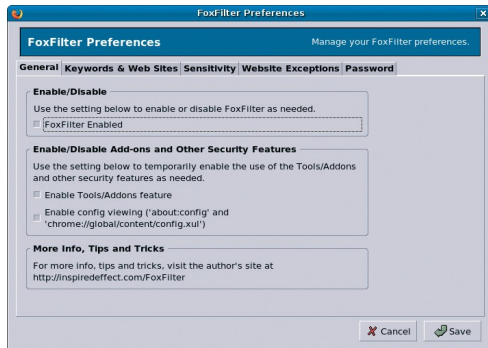 FoxFilter Preferences
FoxFilter Preferences
Manage your FoxFilter preferences.
General Keywords & Web Sites Sensitivity Website Exceptions Password
Enable/Disable
Use the setting below to enable or disable FoxFilter as needed.
FoxFilter Enabled
Enable/Disable Add-ons and Other Security Features
Use the setting below to temporarily enable the use of the Tools/Addons
and other security features as needed.
Enable Tools/Addons feature
Enable config viewing ('about:config' and
'chrome://global/content/config.xul')
More Info, Tips and Tricks
For more info, tips and tricks, visit the author's site at
http://inspiredeffect.com/FoxFilter
Cancel Save